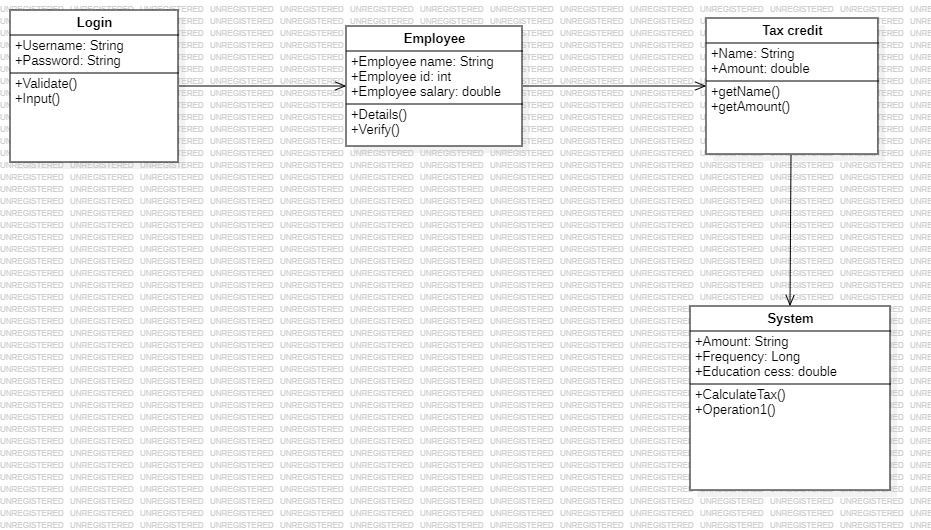 Login
+Username: String
+Password: String
+Validate()
+Input()
Employee
+Employee name: String
+Employee id: int
+Employee salary: double
+Details()
+Verify()
Tax credit
+Name: String
+Amount: double
+getName()
+getAmount()
System
+Amount: String
+Frequency: Long
+Education cess: double
+CalculateTax()
+Operation1()
UNREGISTERED